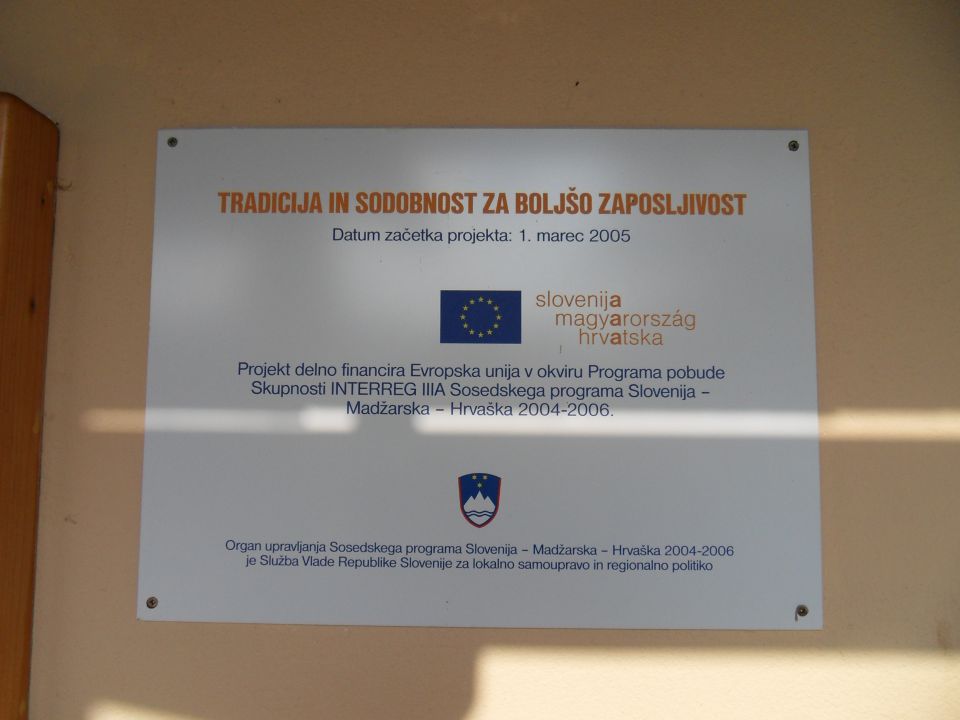 TRADICIJA IN SODOBNOST ZA BOLJŠO ZAPOSLJIVOST
Datum začetka projekta: 1. marec 2005
slovenija
magyarország
hrvatska
Projekt delno financira Evropska unija v okviru Programa pobude
Skupnosti INTERREG IIIA Sosedskega programa Slovenija –
Madžarska – Hrvaška 2004-2006.
Organ upravljanja Sosedskega programa Slovenija – Madžarska – Hrvaška 2004-2006
je Služba Vlade Republike Slovenije za lokalno samoupravo in regionalno politiko